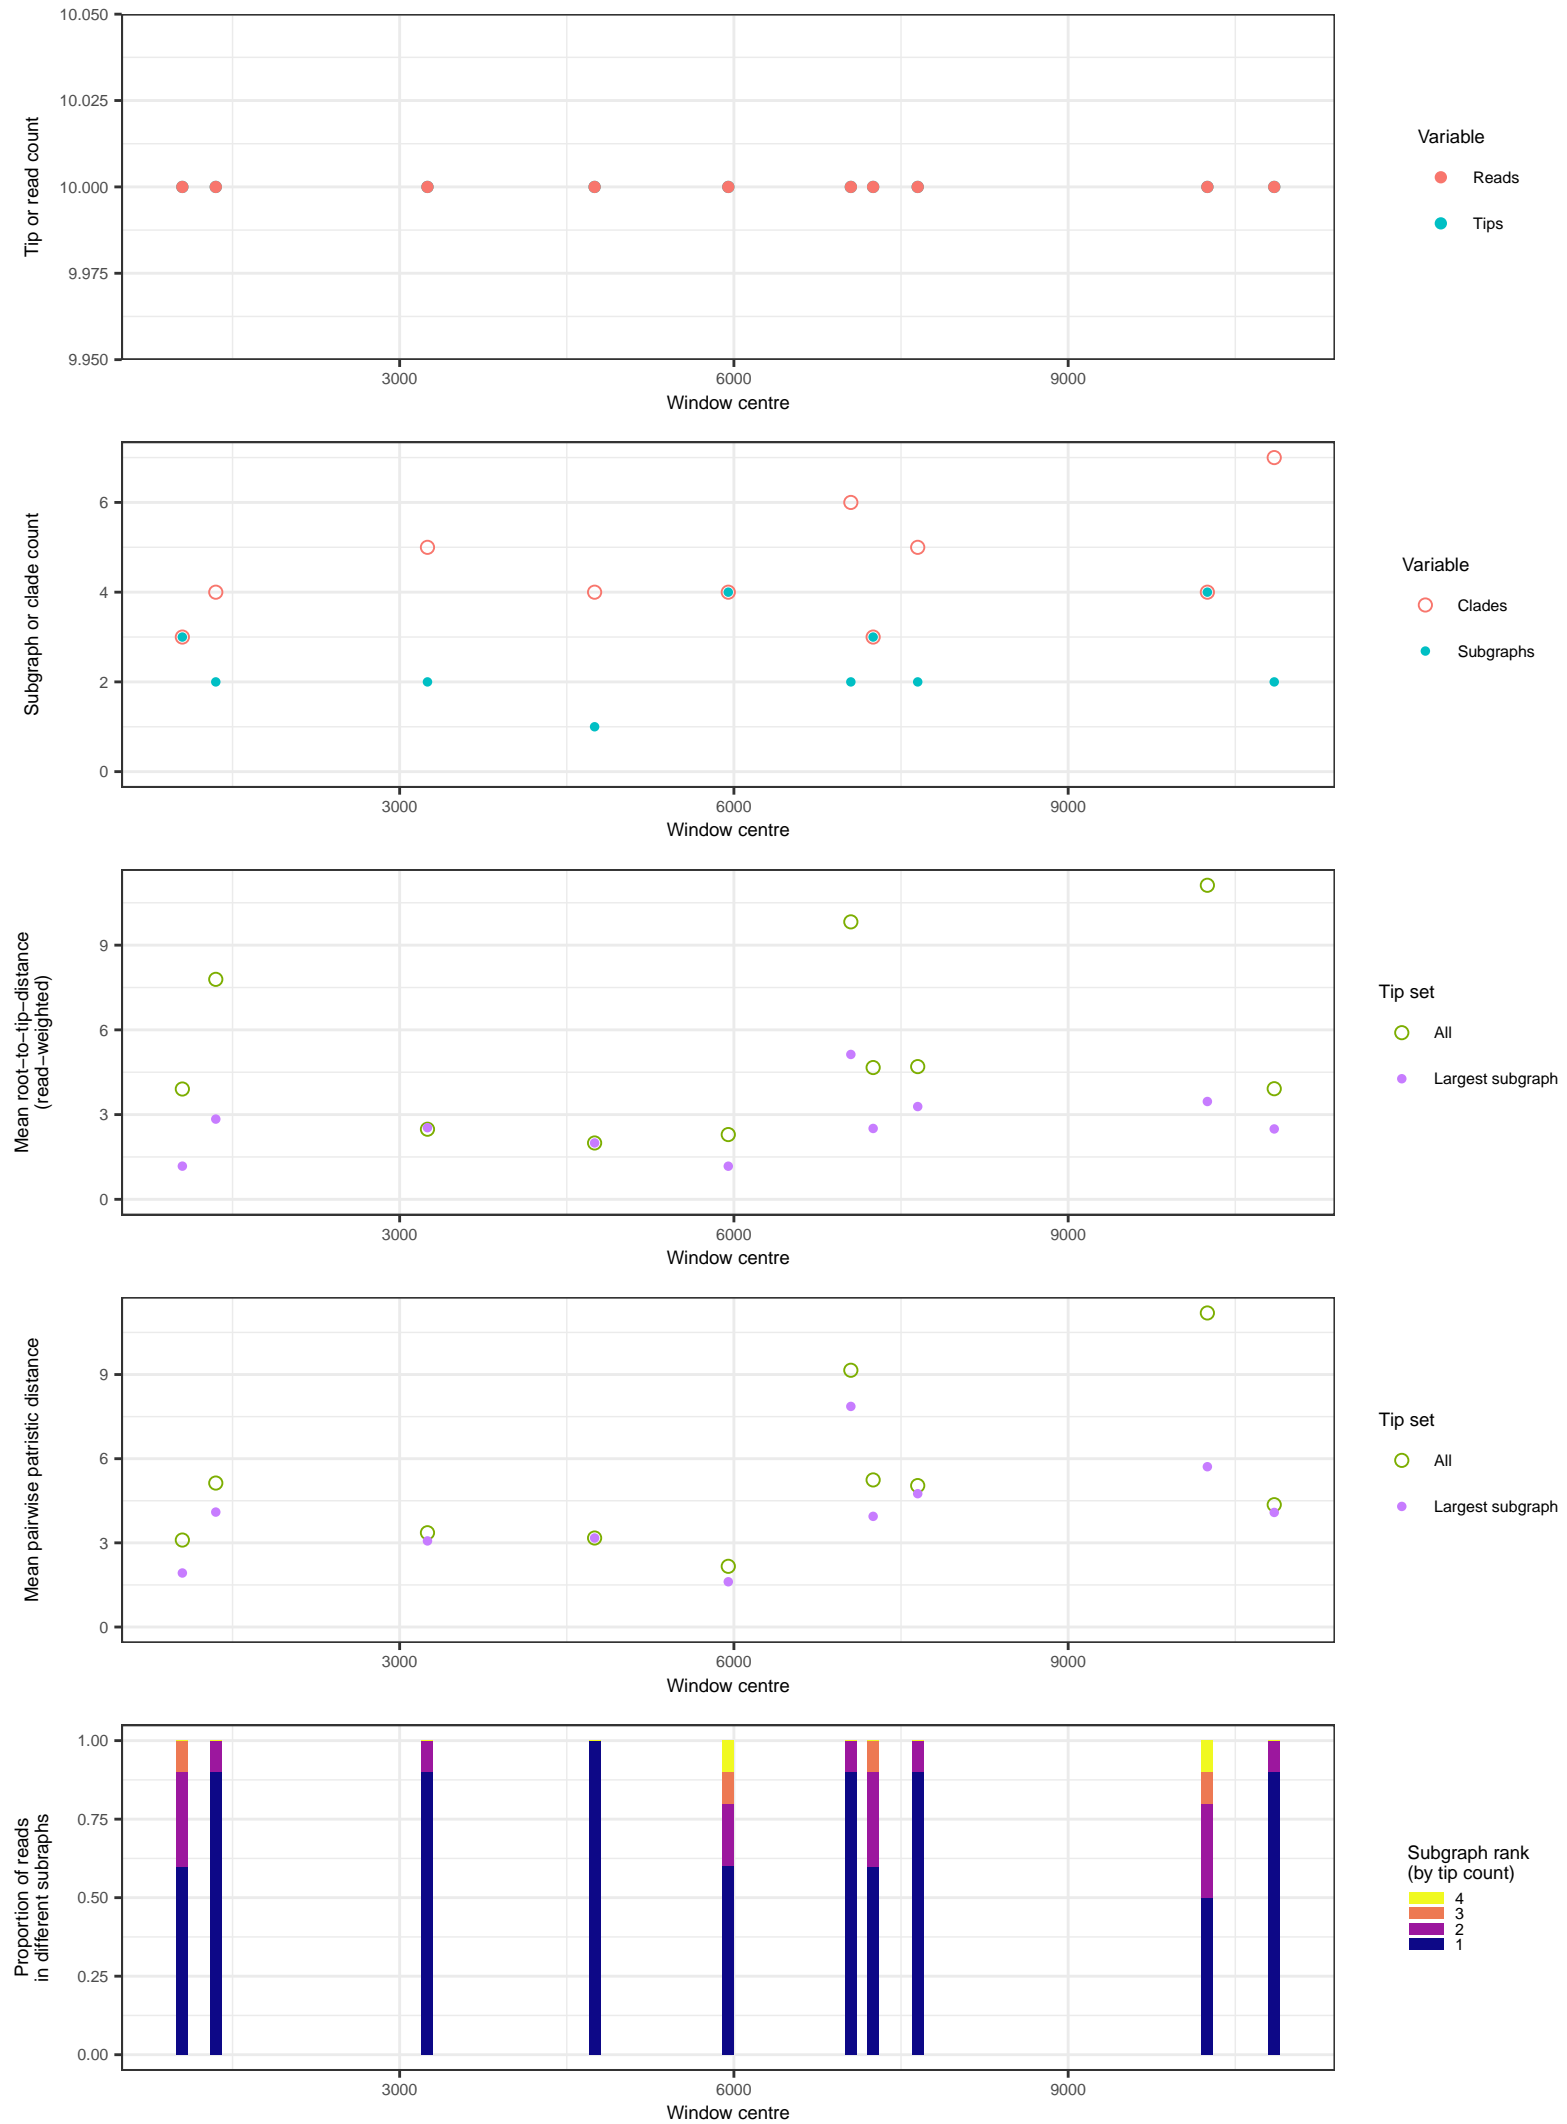 10.050
10.025
10.000
9.975
9.950
Tip or read count
3000
6000
9000
Window centre
Variable
Reads
Tips
6
4
2
0
Subgraph or clade count
3000
6000
9000
Window centre
Variable
Clades
Subgraphs
9
6
3
0
Mean root−to−tip−distance
(read−weighted)
3000
6000
9000
Window centre
Tip set
All
Largest subgraph
9
6
3
0
Mean pairwise patristic distance
3000
6000
9000
Window centre
Tip set
All
Largest subgraph
1.00
0.75
0.50
0.25
0.00
Proportion of reads
in different subraphs
3000
6000
9000
Window centre
Subgraph rank
(by tip count)
4
3
2
1